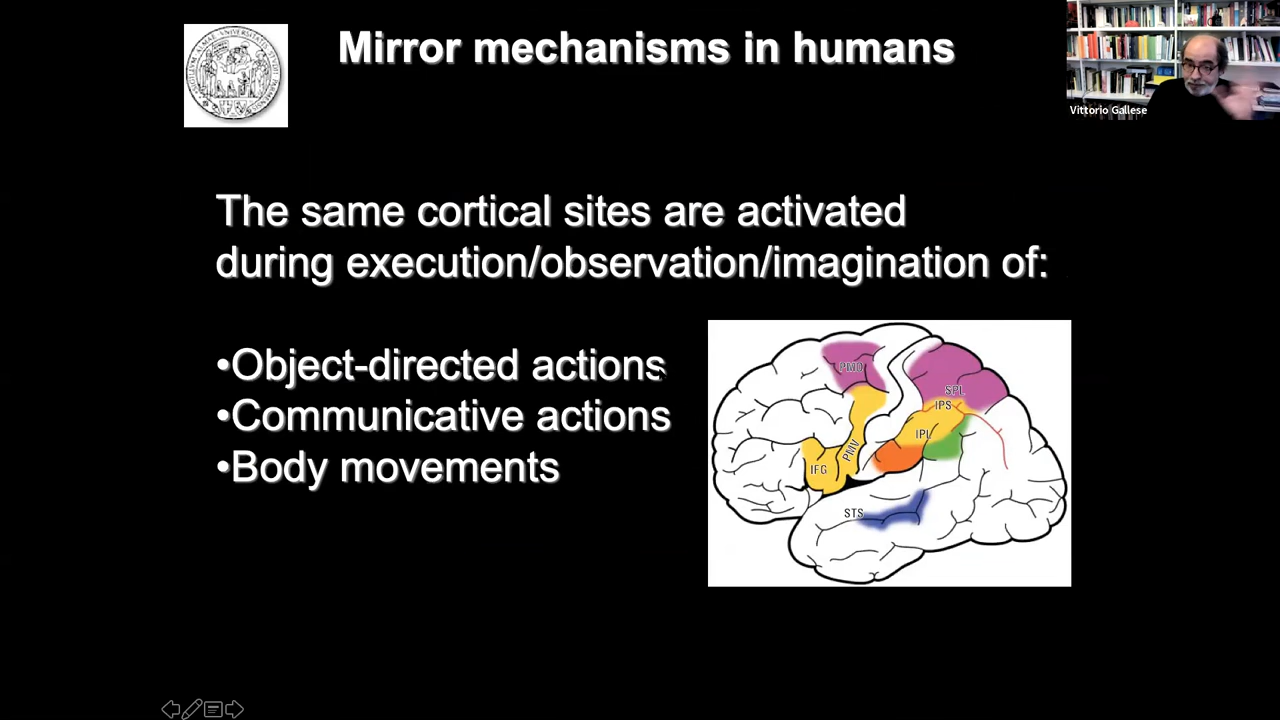 Mirror mechanisms in humans
Vittorio Gallese
The same cortical sites are activated
during execution/observation/imagination of:
•Object-directed actions
•Communicative actions
•Body movements
PMD
SPL
IPS
IPL
PMV
IFG
STS